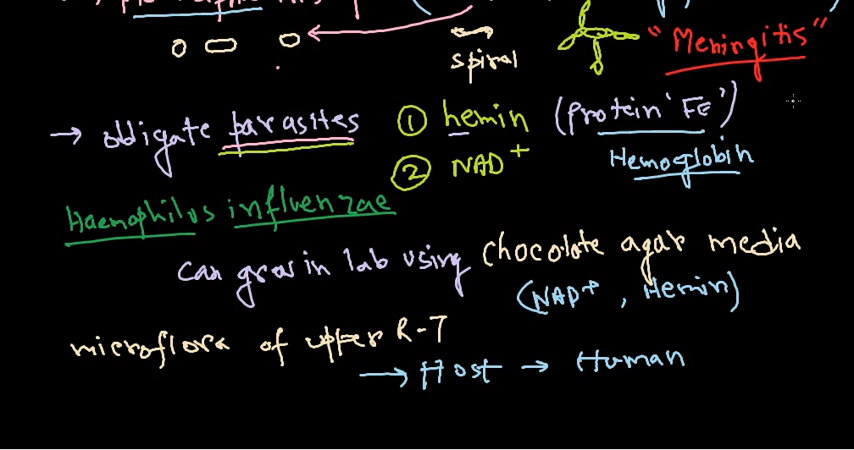 spiral
"Meningitis"
→ obligate parasites ① hemin (protein 'Fe')
② NAD+ Hemoglobin
Haemophilus influenzae
can grow in lab using chocolate agar media
(NAD+, Hemin)
microflora of upper R-T
→ Host → Human